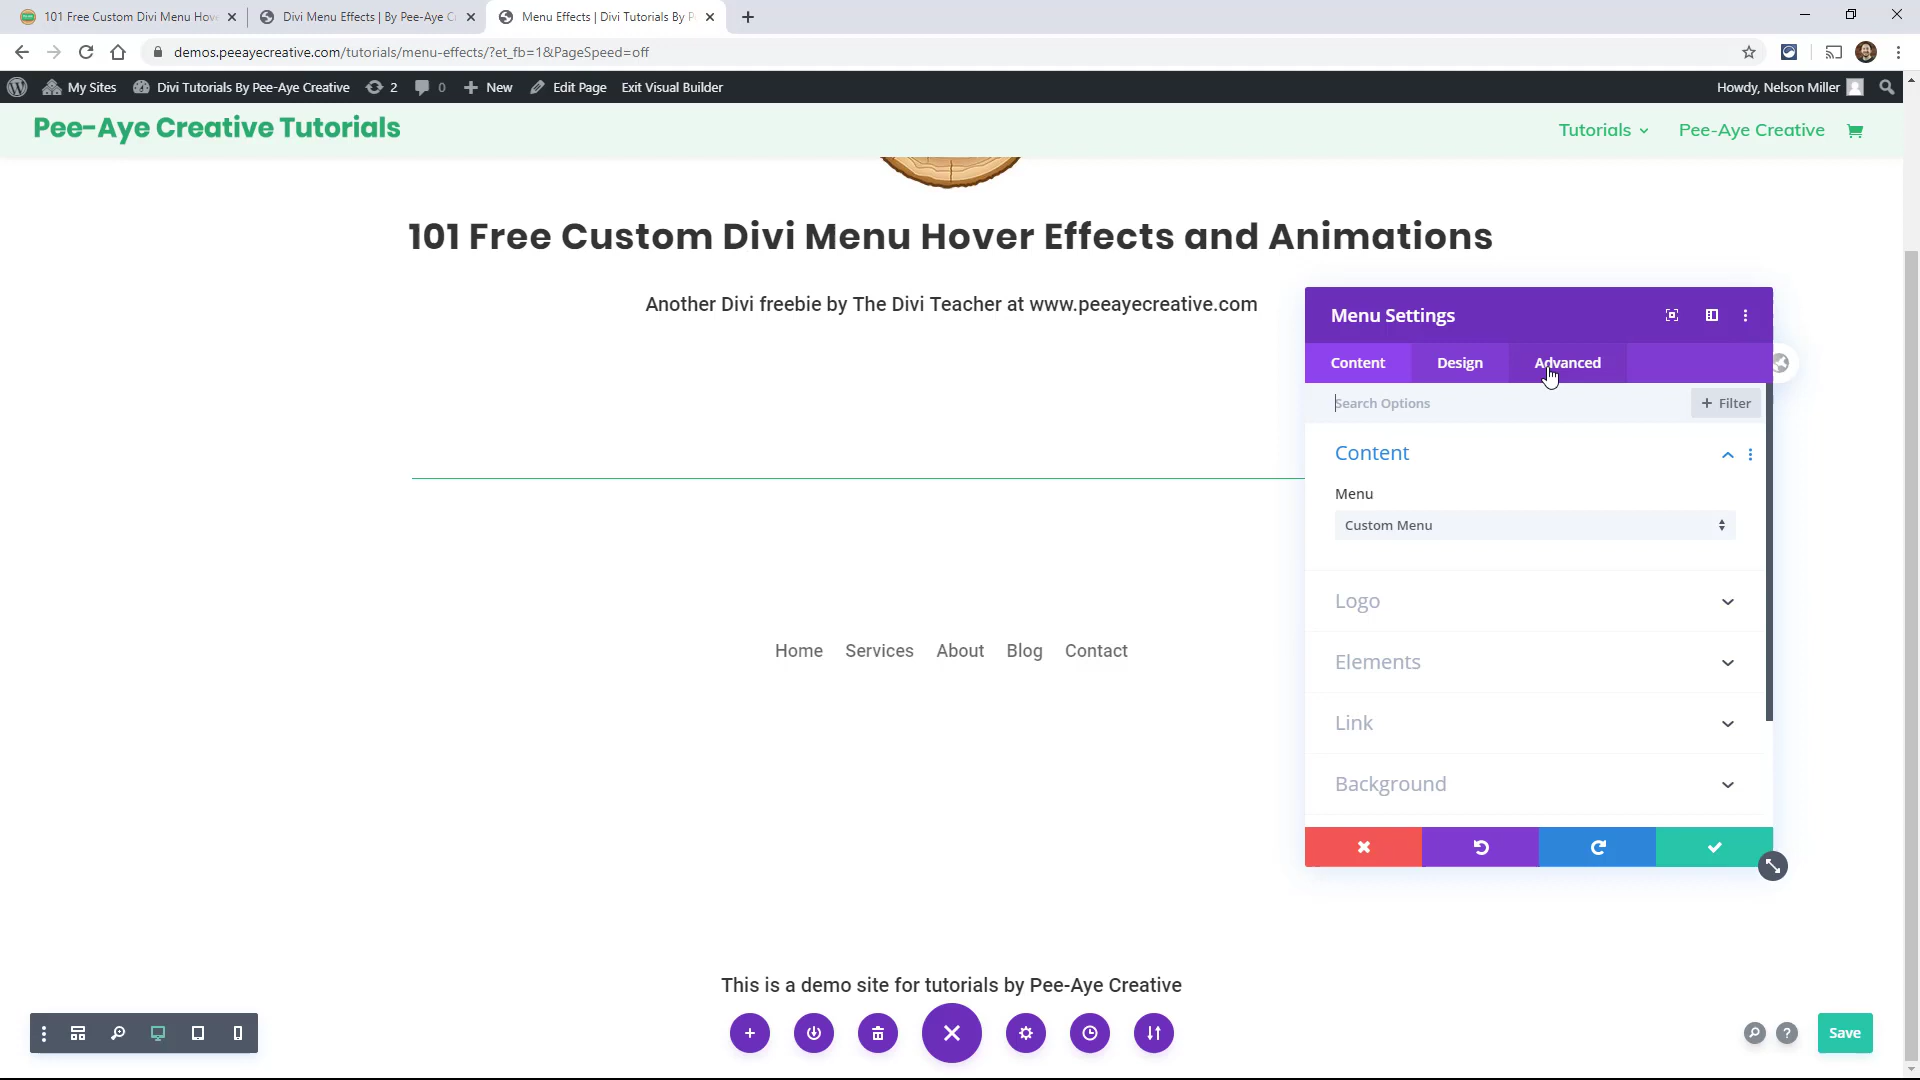 101 Free Custom Divi Menu Hov
Divi Menu Effects | By Pee-Aye C
Menu Effects | Divi Tutorials By P
demos.peeayecreative.com/tutorials/menu-effects/?et_fb=1&PageSpeed=off
My Sites
Divi Tutorials By Pee-Aye Creative
2
0
New
Edit Page
Exit Visual Builder
Howdy, Nelson Miller
Pee-Aye Creative Tutorials
Tutorials
Pee-Aye Creative
101 Free Custom Divi Menu Hover Effects and Animations
Another Divi freebie by The Divi Teacher at www.peeayecreative.com
Menu Settings
Content
Design
Advanced
Search Options
+ Filter
Content
Menu
Custom Menu
Logo
Elements
Link
Background
Home
Services
About
Blog
Contact
This is a demo site for tutorials by Pee-Aye Creative
?
Save